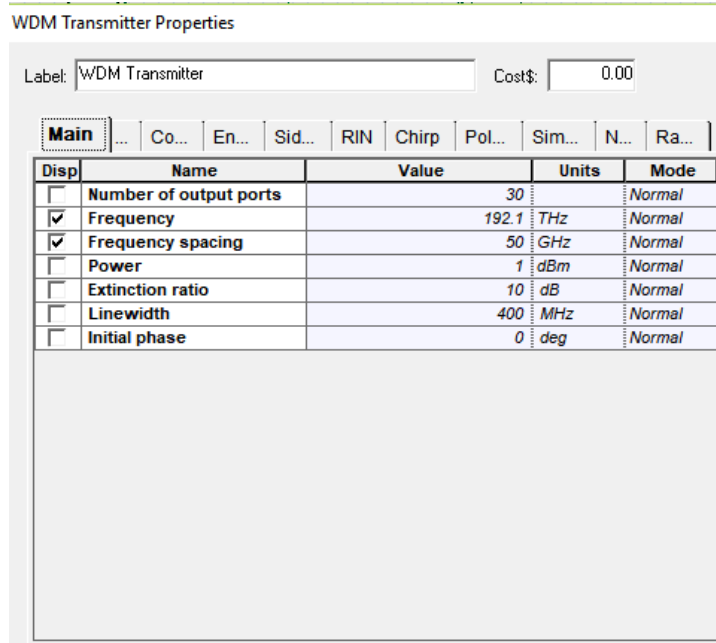 WDM Transmitter Properties
Label: WDM Transmitter Cost$: 0.00
Main ... Co... En... Sid... RIN Chirp Pol... Sim... N... Ra...
Disp Name Value Units Mode
Number of output ports 30 Normal
Frequency 192.1 THz Normal
Frequency spacing 50 GHz Normal
Power 1 dBm Normal
Extinction ratio 10 dB Normal
Linewidth 400 MHz Normal
Initial phase 0 deg Normal